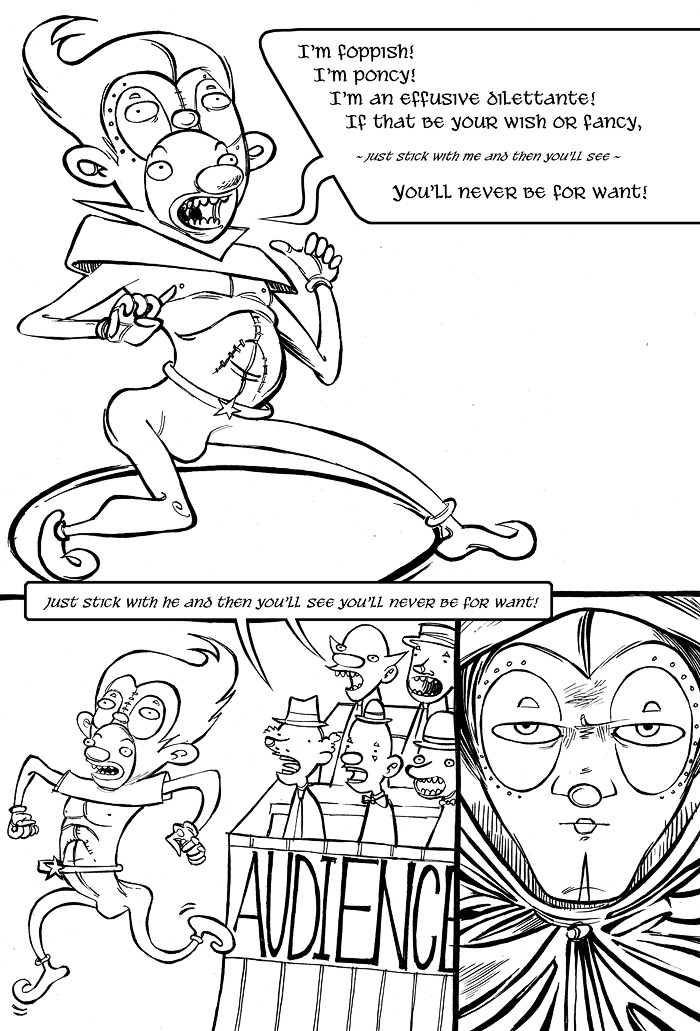 I'm foppish!
I'm poncy!
I'm an effusive dilettante!
If that be your wish or fancy,
~ just stick with me and then you'll see ~
You'll never be for want!
Just stick with he and then you'll see you'll never be for want!
AUDIENCE